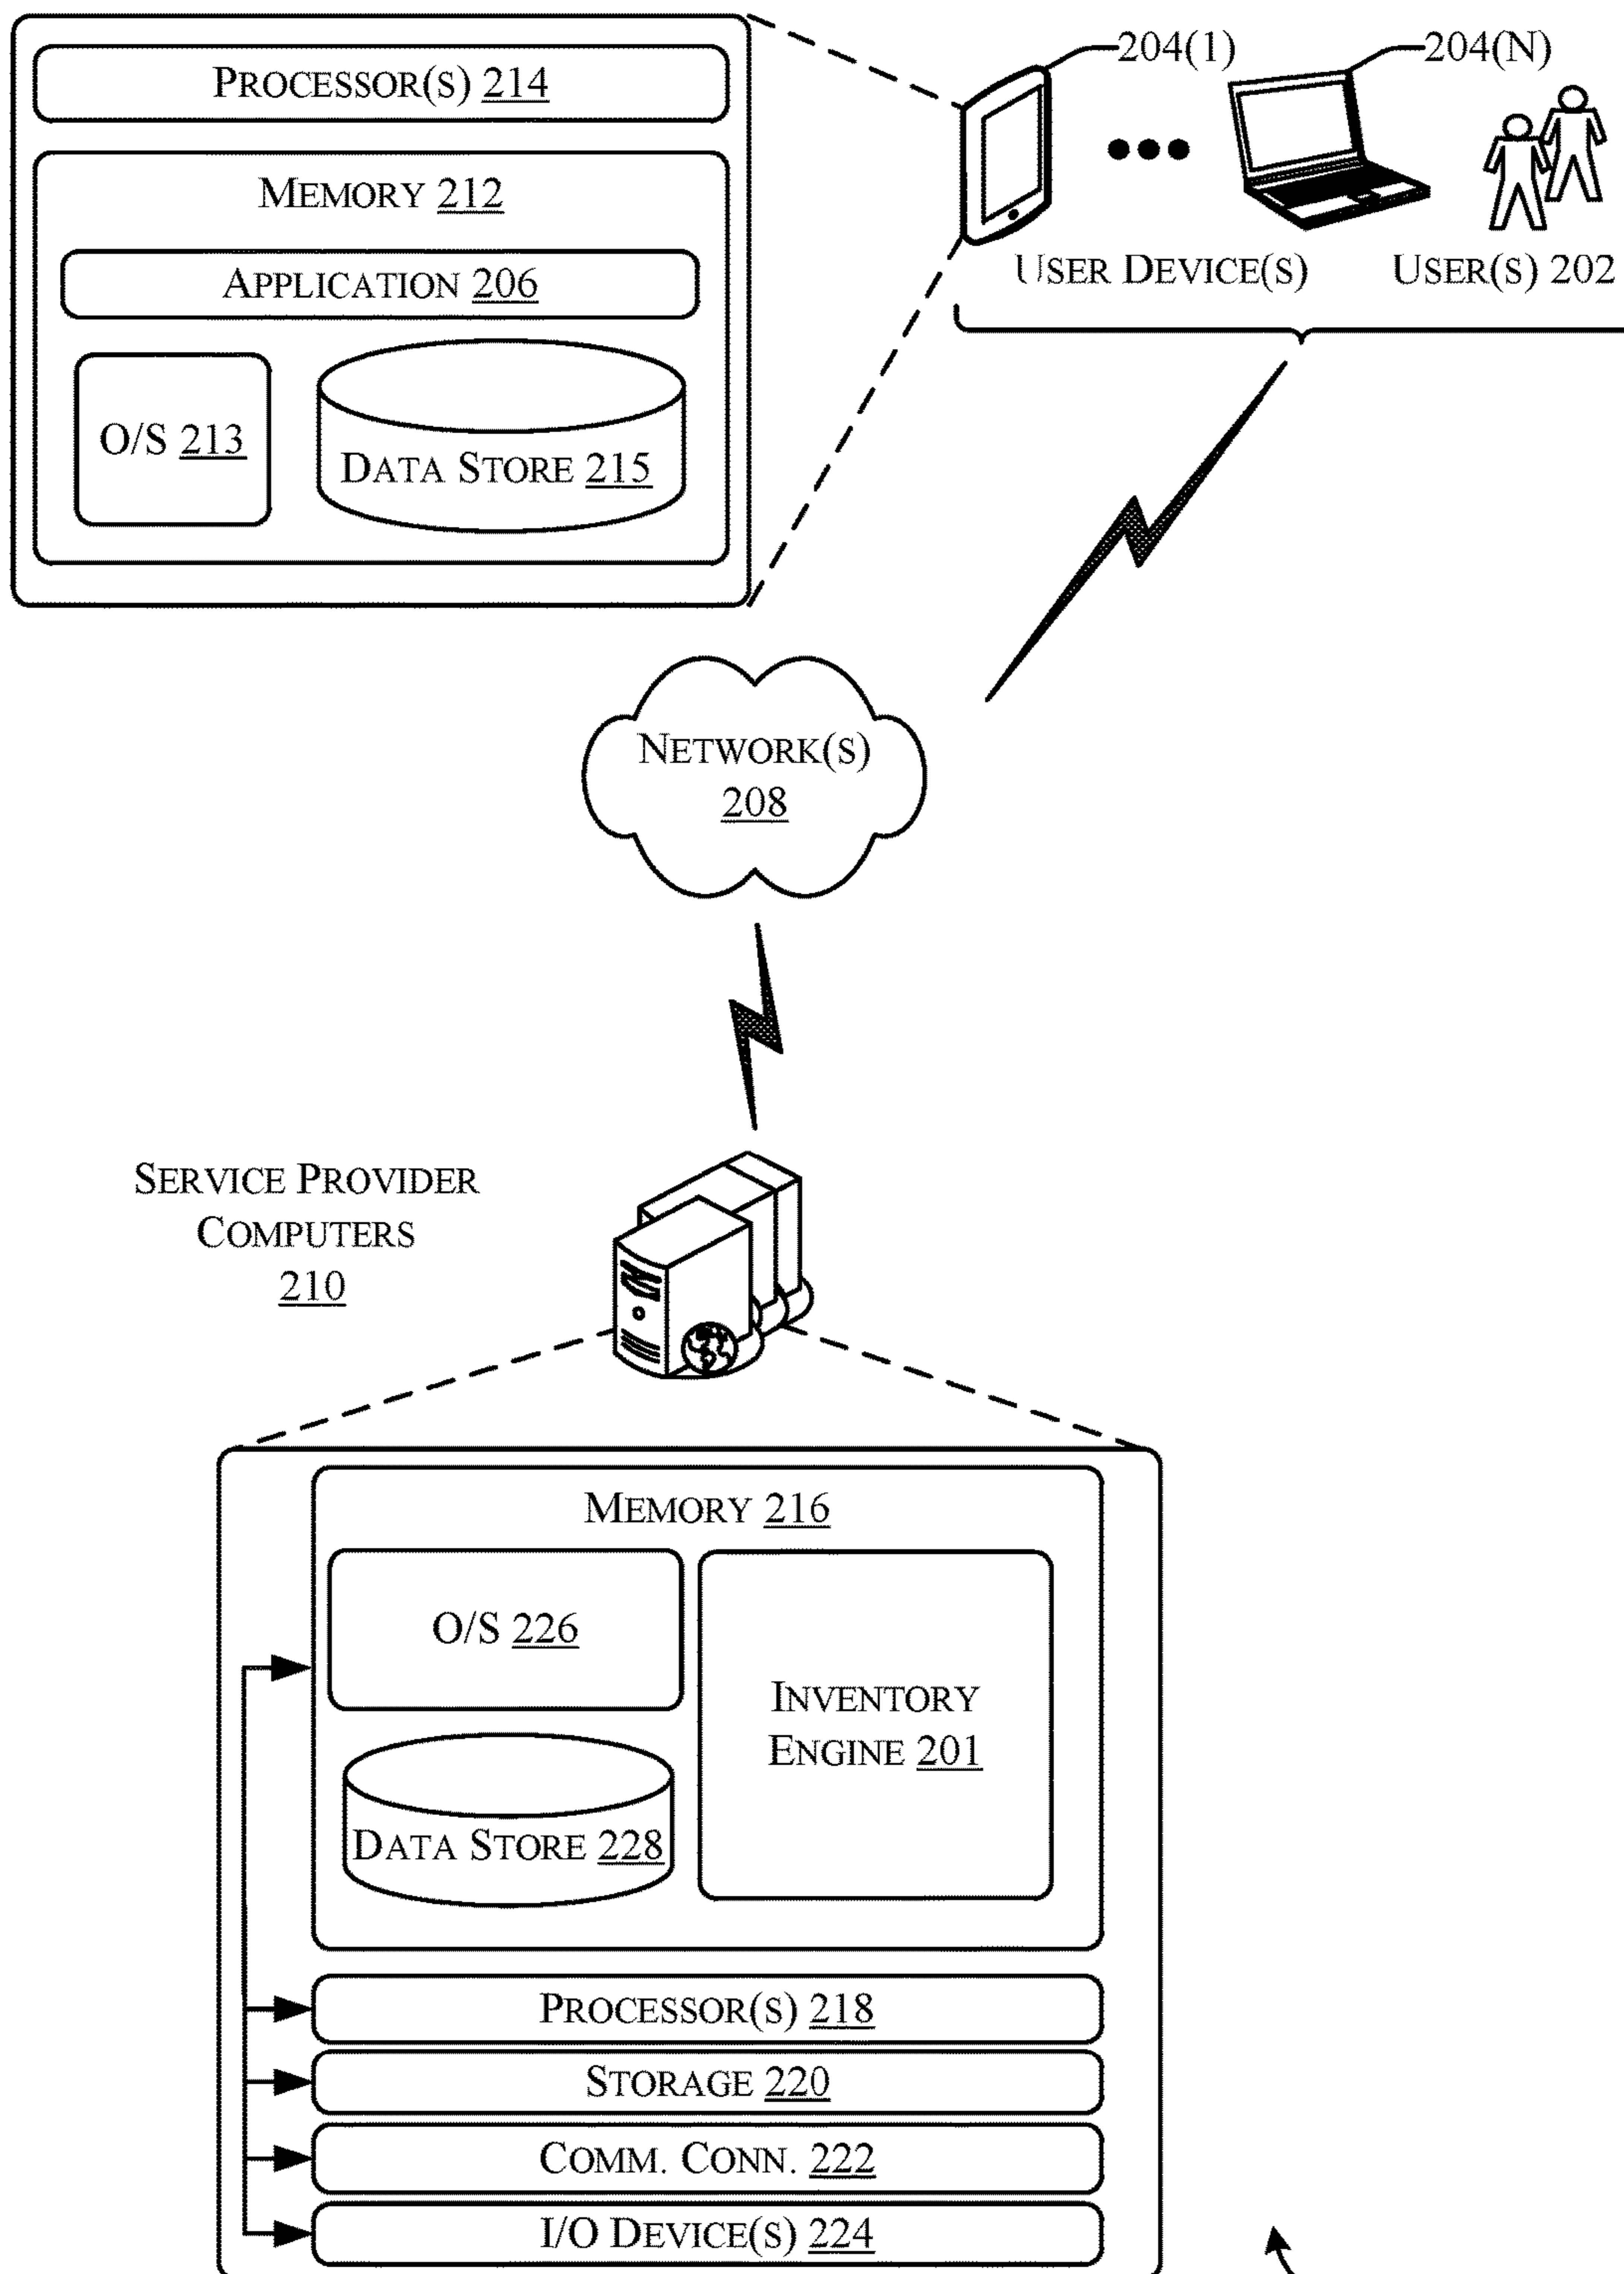 PROCESSOR(S) 214
MEMORY 212
APPLICATION 206
O/S 213
DATA STORE 215
204(1)
204(N)
USER DEVICE(S)
USER(S) 202
NETWORK(S)
208
SERVICE PROVIDER
COMPUTERS
210
MEMORY 216
O/S 226
DATA STORE 228
INVENTORY
ENGINE 201
PROCESSOR(S) 218
STORAGE 220
COMM. CONN. 222
I/O DEVICE(S) 224